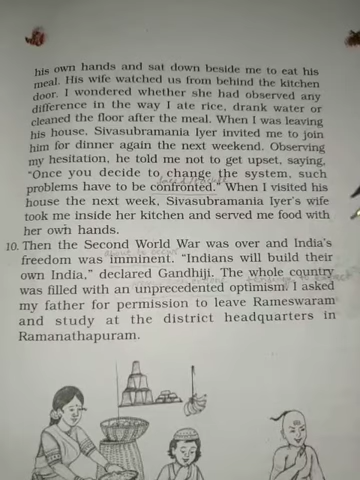 his own hands and sat down beside me to eat his
meal. His wife watched us from behind the kitchen
door. I wondered whether she had observed any
difference in the way I ate rice, drank water or
cleaned the floor after the meal. When I was leaving
his house, Sivasubramania Iyer invited me to join
him for dinner again the next weekend. Observing
my hesitation, he told me not to get upset, saying,
“Once you decide to change the system, such
problems have to be confronted.” When I visited his
house the next week, Sivasubramania Iyer's wife
took me inside her kitchen and served me food with
her own hands.
10. Then the Second World War was over and India's
freedom was imminent. “Indians will build their
own India,” declared Gandhiji. The whole country
was filled with an unprecedented optimism. I asked
my father for permission to leave Rameswaram
and study at the district headquarters in
Ramanathapuram.